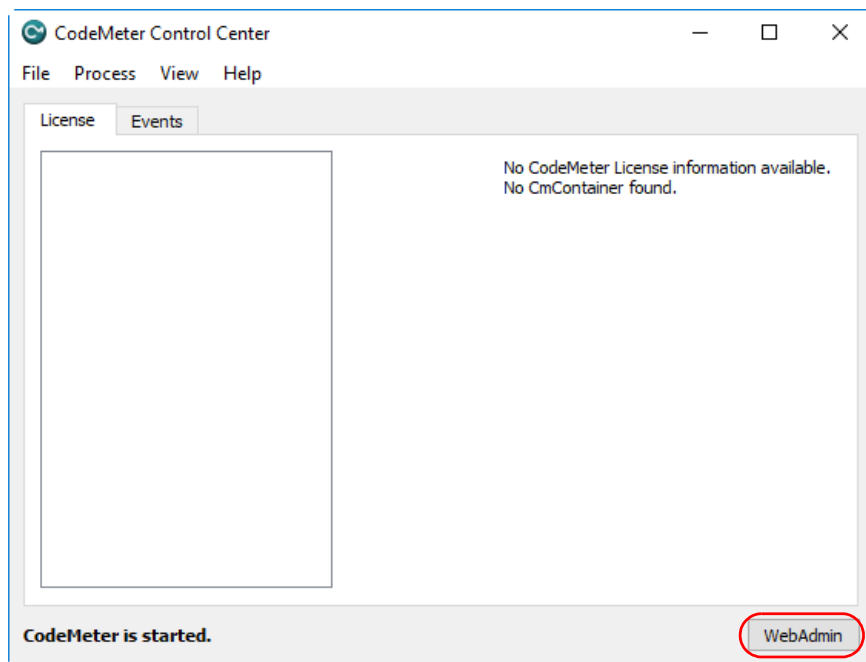 CodeMeter Control Center
File Process View Help
License Events
No CodeMeter License information available.
No CmContainer found.
CodeMeter is started.
WebAdmin